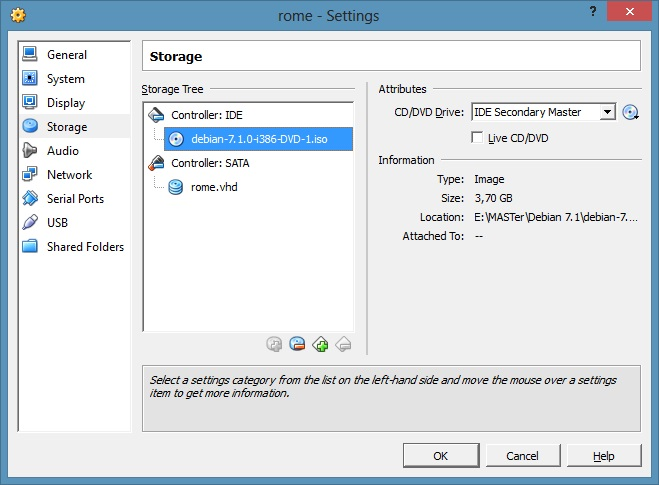 rome - Settings
?
General
System
Display
Storage
Audio
Network
Serial Ports
USB
Shared Folders
Storage
Storage Tree
Controller: IDE
debian-7.1.0-i386-DVD-1.iso
Controller: SATA
rome.vhd
Attributes
CD/DVD Drive: IDE Secondary Master
Live CD/DVD
Information
Type: Image
Size: 3,70 GB
Location: E:\MASTer\Debian 7.1\debian-7....
Attached To: --
Select a settings category from the list on the left-hand side and move the mouse over a settings
item to get more information.
OK Cancel Help